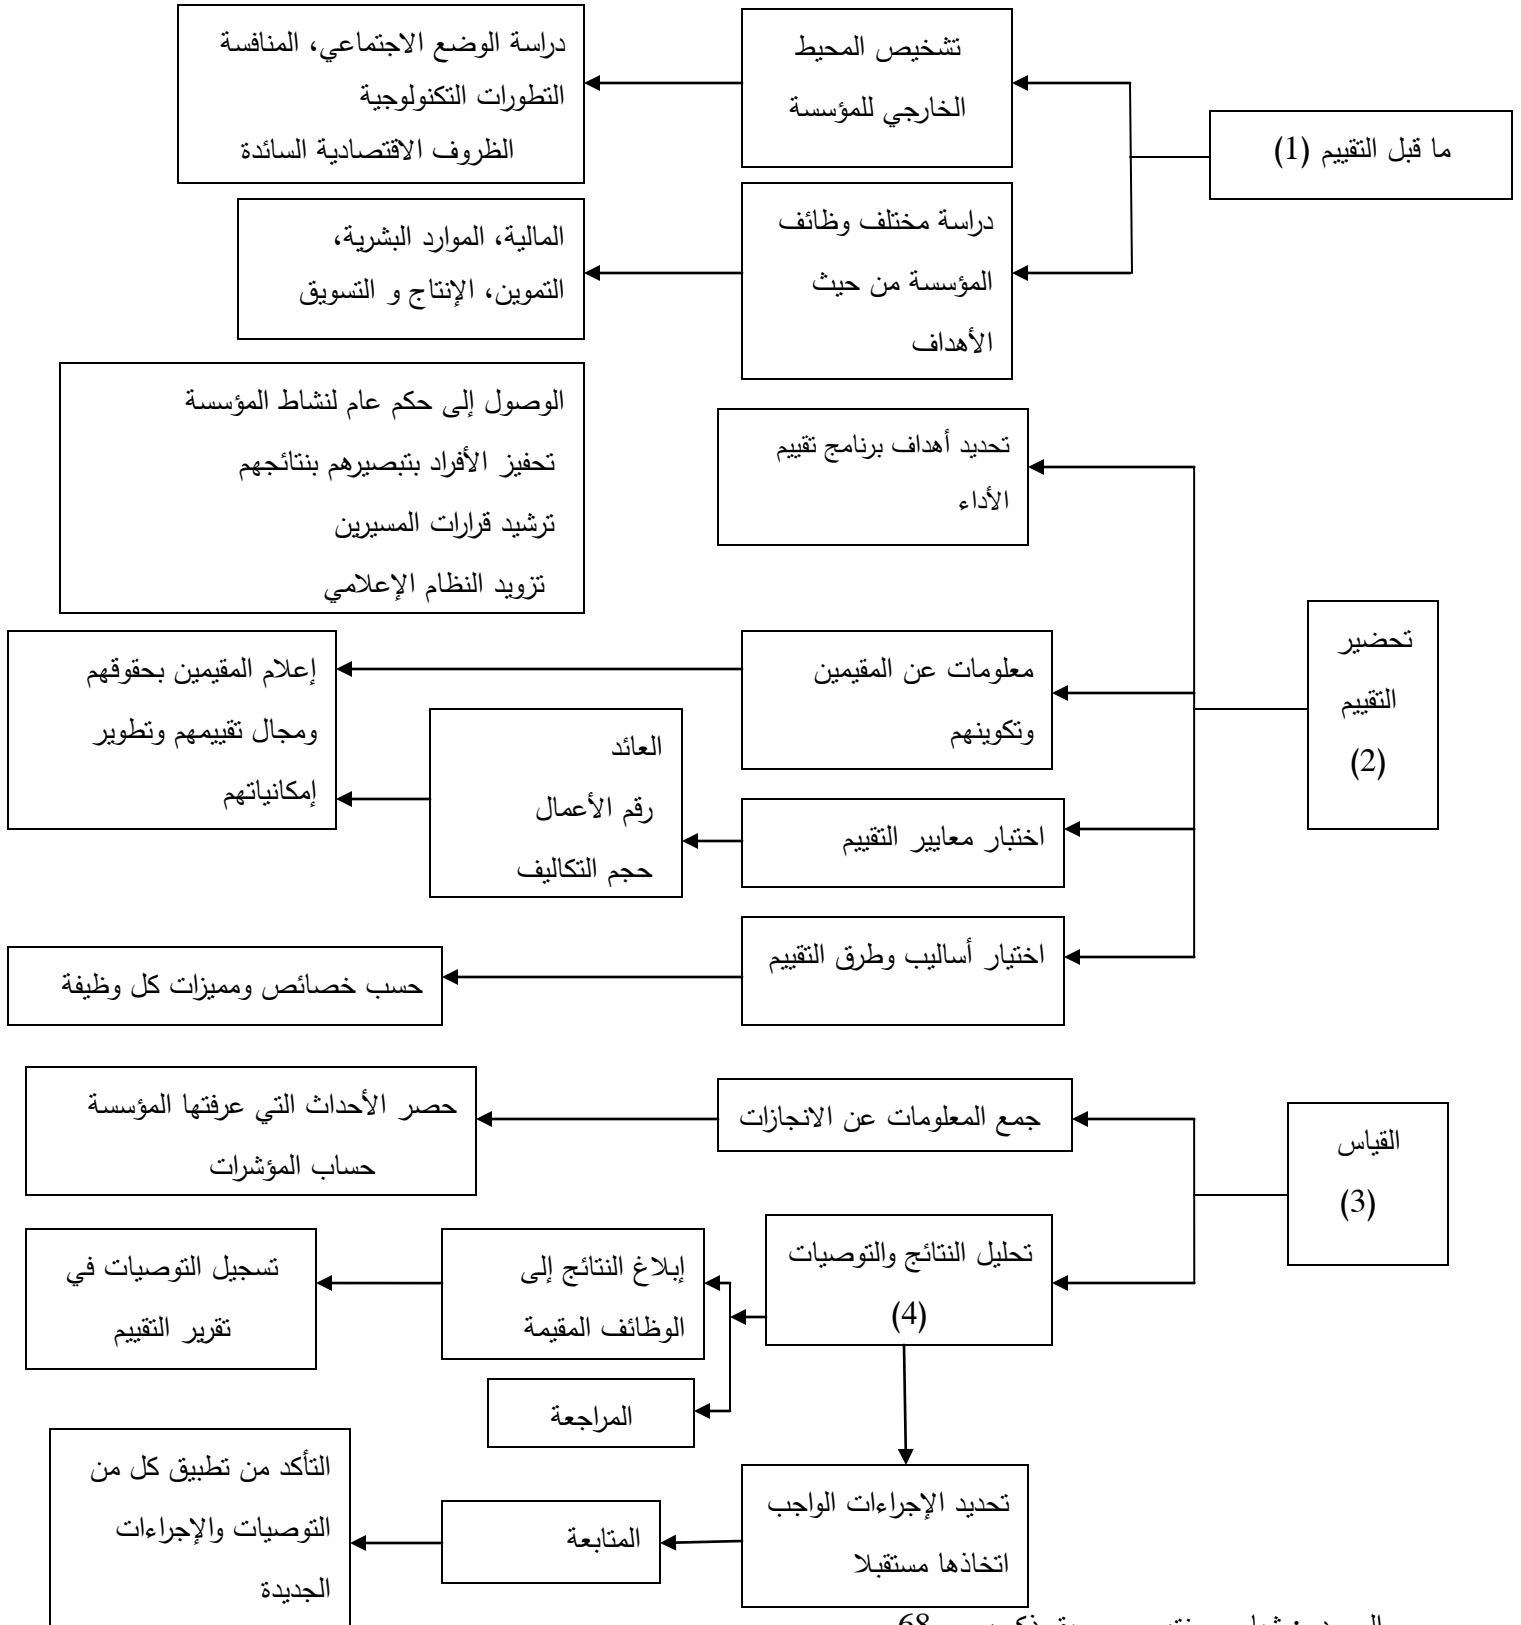 ما قبل التقييم (1)
تشخيص المحيط
الخارجي للمؤسسة
دراسة الوضع الاجتماعي، المنافسة
التطورات التكنولوجية
الظروف الاقتصادية السائدة
دراسة مختلف وظائف
المؤسسة من حيث
الأهداف
المالية، الموارد البشرية،
التموين، الإنتاج و التسويق
تحضير
التقييم
(2)
تحديد أهداف برنامج تقييم
الأداء
الوصول إلى حكم عام لنشاط المؤسسة
تحفيز الأفراد بتبصيرهم بنتائجهم
ترشيد قرارات المسيرين
تزويد النظام الإعلامي
معلومات عن المقيمين
وتكوينهم
إعلام المقيمين بحقوقهم
ومجال تقييمهم وتطوير
إمكانياتهم
اختبار معايير التقييم
العائد
رقم الأعمال
حجم التكاليف
اختيار أساليب وطرق التقييم
حسب خصائص ومميزات كل وظيفة
القياس
(3)
جمع المعلومات عن الانجازات
حصر الأحداث التي عرفتها المؤسسة
حساب المؤشرات
تحليل النتائج والتوصيات
(4)
إبلاغ النتائج إلى
الوظائف المقيمة
تسجيل التوصيات في
تقرير التقييم
المراجعة
تحديد الإجراءات الواجب
اتخاذها مستقبلا
المتابعة
التأكد من تطبيق كل من
التوصيات والإجراءات
الجديدة
68